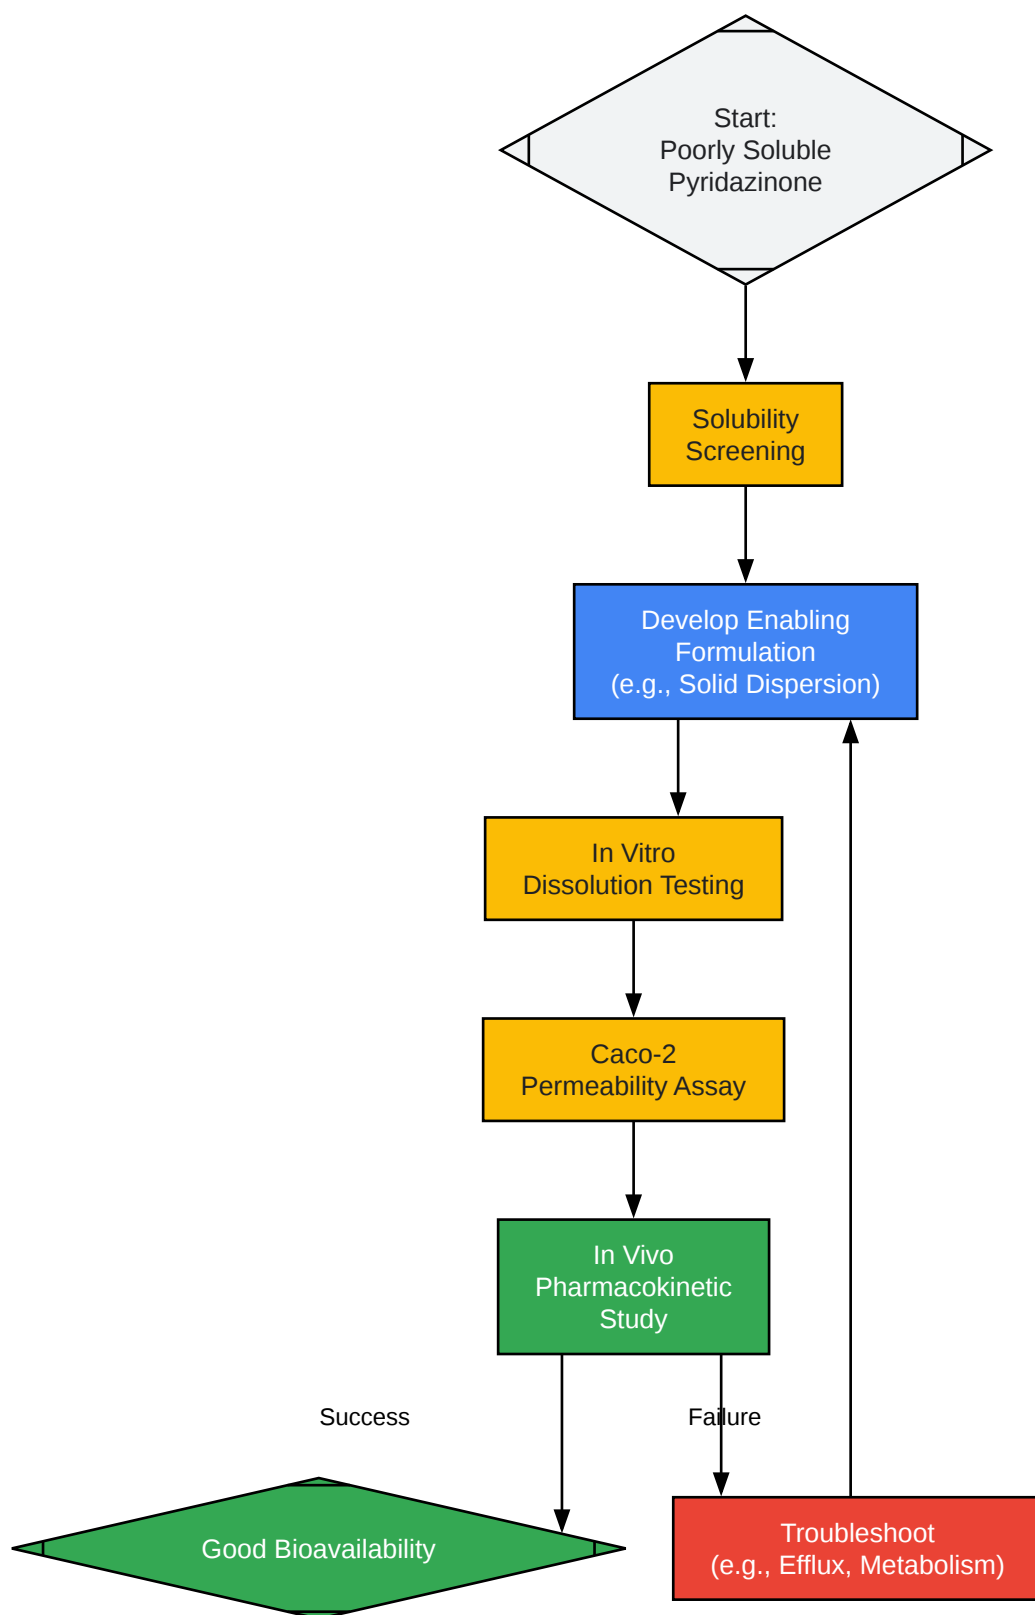 Start:
Poorly Soluble
Pyridazinone
Solubility
Screening
Develop Enabling
Formulation
(e.g., Solid Dispersion)
In Vitro
Dissolution Testing
Caco-2
Permeability Assay
In Vivo
Pharmacokinetic
Study
Success
Failure
Good Bioavailability
Troubleshoot
(e.g., Efflux, Metabolism)